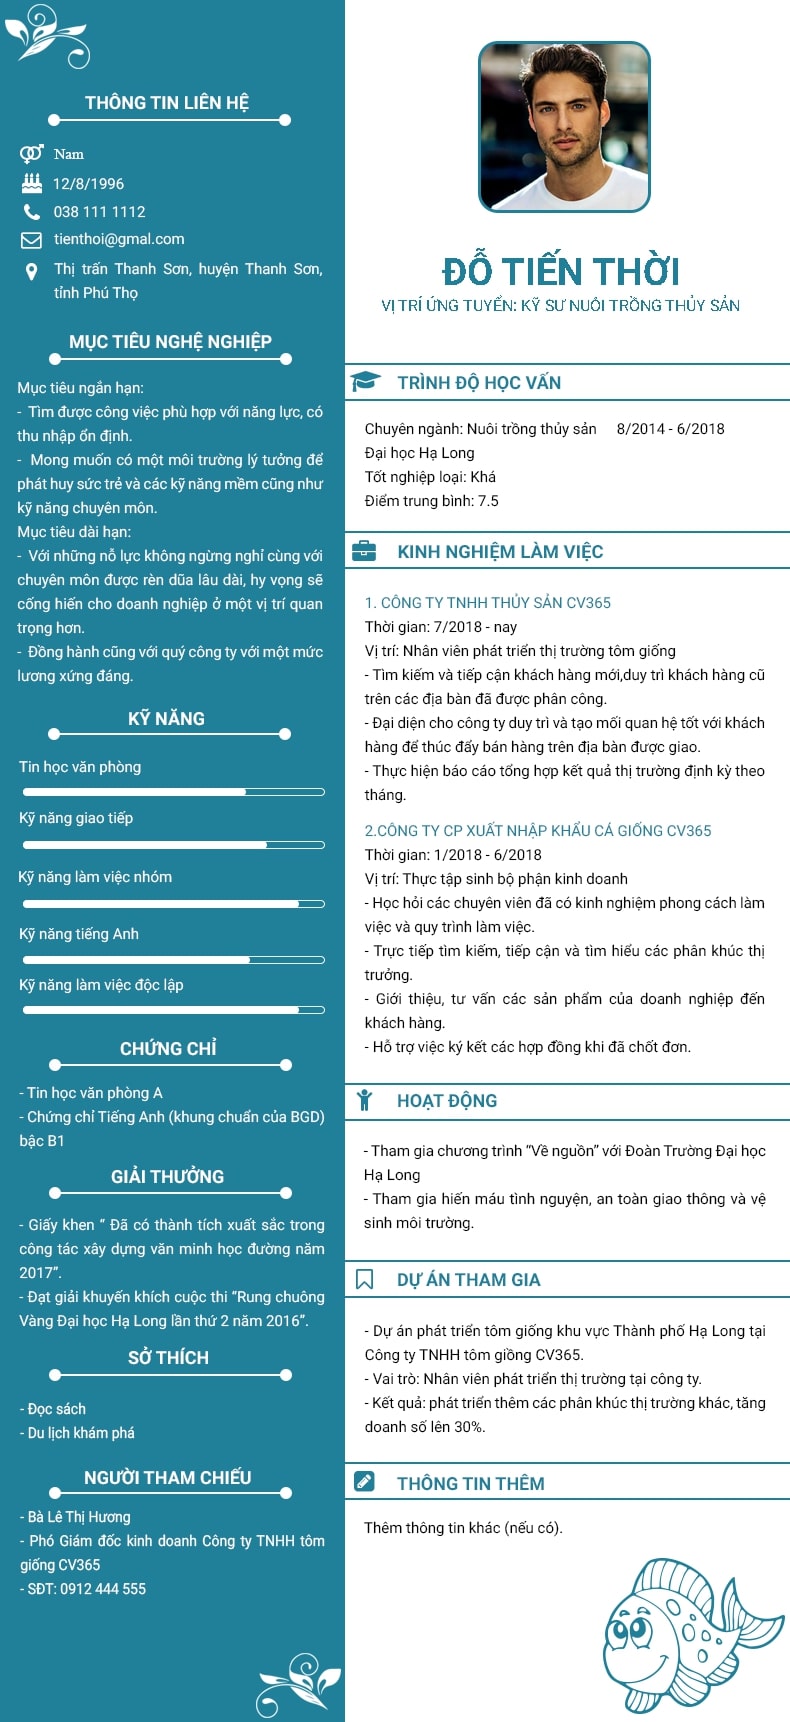 THÔNG TIN LIÊN HỆ
Nam
12/8/1996
038 111 1112
tienthoi@gmal.com
Thị trấn Thanh Sơn, huyện Thanh Sơn,
tỉnh Phú Thọ
MỤC TIÊU NGHỆ NGHIỆP
Mục tiêu ngắn hạn:
- Tìm được công việc phù hợp với năng lực, có
thu nhập ổn định.
- Mong muốn có một môi trường lý tưởng để
phát huy sức trẻ và các kỹ năng mềm cũng như
kỹ năng chuyên môn.
Mục tiêu dài hạn:
- Với những nỗ lực không ngừng nghỉ cùng với
chuyên môn được rèn dũa lâu dài, hy vọng sẽ
cống hiến cho doanh nghiệp ở một vị trí quan
trọng hơn.
- Đồng hành cũng với quý công ty với một mức
lương xứng đáng.
KỸ NĂNG
Tin học văn phòng
Kỹ năng giao tiếp
Kỹ năng làm việc nhóm
Kỹ năng tiếng Anh
Kỹ năng làm việc độc lập
CHỨNG CHỈ
- Tin học văn phòng A
- Chứng chỉ Tiếng Anh (khung chuẩn của BGD)
bậc B1
GIẢI THƯỞNG
- Giấy khen “ Đã có thành tích xuất sắc trong
công tác xây dựng văn minh học đường năm
2017”.
- Đạt giải khuyến khích cuộc thi “Rung chuông
Vàng Đại học Hạ Long lần thứ 2 năm 2016”.
SỞ THÍCH
- Đọc sách
- Du lịch khám phá
NGƯỜI THAM CHIẾU
- Bà Lê Thị Hương
- Phó Giám đốc kinh doanh Công ty TNHH tôm
giống CV365
- SĐT: 0912 444 555
ĐỖ TIẾN THỜI
VỊ TRÍ ỨNG TUYỂN: KỸ SƯ NUÔI TRỒNG THỦY SẢN
TRÌNH ĐỘ HỌC VẤN
Chuyên ngành: Nuôi trồng thủy sản 8/2014 - 6/2018
Đại học Hạ Long
Tốt nghiệp loại: Khá
Điểm trung bình: 7.5
KINH NGHIỆM LÀM VIỆC
1. CÔNG TY TNHH THỦY SẢN CV365
Thời gian: 7/2018 - nay
Vị trí: Nhân viên phát triển thị trường tôm giống
- Tìm kiếm và tiếp cận khách hàng mới,duy trì khách hàng cũ
trên các địa bàn đã được phân công.
- Đại diện cho công ty duy trì và tạo mối quan hệ tốt với khách
hàng để thúc đẩy bán hàng trên địa bàn được giao.
- Thực hiện báo cáo tổng hợp kết quả thị trường định kỳ theo
tháng.
2.CÔNG TY CP XUẤT NHẬP KHẨU CÁ GIỐNG CV365
Thời gian: 1/2018 - 6/2018
Vị trí: Thực tập sinh bộ phận kinh doanh
- Học hỏi các chuyên viên đã có kinh nghiệm phong cách làm
việc và quy trình làm việc.
- Trực tiếp tìm kiếm, tiếp cận và tìm hiểu các phân khúc thị
trưởng.
- Giới thiệu, tư vấn các sản phẩm của doanh nghiệp đến
khách hàng.
- Hỗ trợ việc ký kết các hợp đồng khi đã chốt đơn.
HOẠT ĐỘNG
- Tham gia chương trình “Về nguồn” với Đoàn Trường Đại học
Hạ Long
- Tham gia hiến máu tình nguyện, an toàn giao thông và vệ
sinh môi trường.
DỰ ÁN THAM GIA
- Dự án phát triển tôm giống khu vực Thành phố Hạ Long tại
Công ty TNHH tôm giồng CV365.
- Vai trò: Nhân viên phát triển thị trường tại công ty.
- Kết quả: phát triển thêm các phân khúc thị trường khác, tăng
doanh số lên 30%.
THÔNG TIN THÊM
Thêm thông tin khác (nếu có).